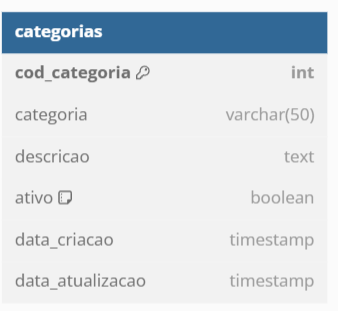 categorias
cod_categoria int
categoria varchar(50)
descricao text
ativo boolean
data_criacao timestamp
data_atualizacao timestamp